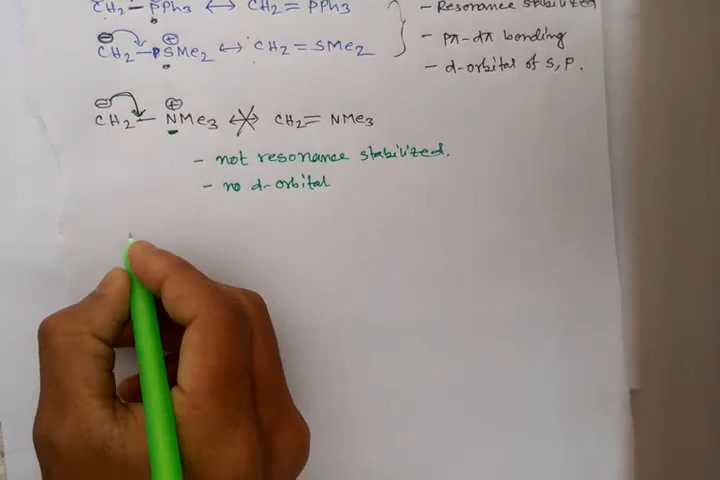 CH₂ — PPh₃ ↔ CH₂ = PPh₃
- Resonance stabilized
⊖ ⊕
CH₂ — SMe₂ ↔ CH₂ = SMe₂
- pπ-dπ bonding
- d-orbital of S, P.
⊖ ⊕
CH₂ — NMe₃ ↔ CH₂ = NMe₃
- not resonance stabilized.
- no d-orbital